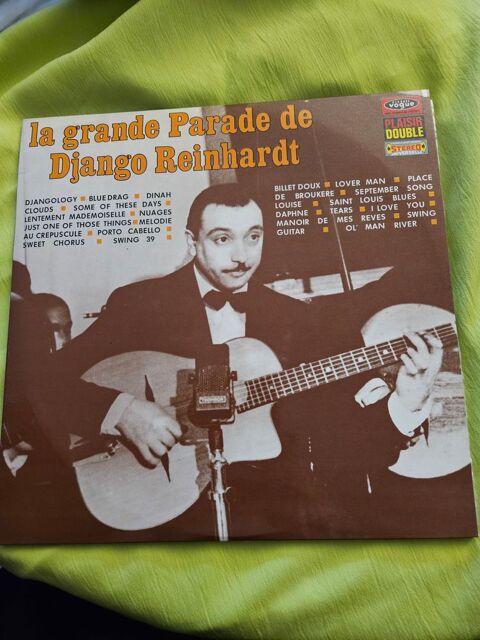 la grande Parade de
Django Reinhardt
vogue
PLAISIR
DOUBLE
STEREO
DJANGOLOGY ■ BLUE DRAG ■ DINAH
CLOUDS ■ SOME OF THESE DAYS ■
LENTEMENT MADEMOISELLE ■ NUAGES
JUST ONE OF THOSE THINGS ■ MELODIE
AU CREPUSCULE ■ PORTO CABELLO ■
SWEET CHORUS ■ SWING 39 ■
BILLET DOUX ■ LOVER MAN ■ PLACE
DE BROUKERE ■ SEPTEMBER SONG
LOUISE ■ SAINT LOUIS BLUES ■
DAPHNE ■ TEARS ■ I LOVE YOU ■
MANOIR DE MES REVES ■ SWING
GUITAR ■ OL' MAN RIVER ■
THOMSON